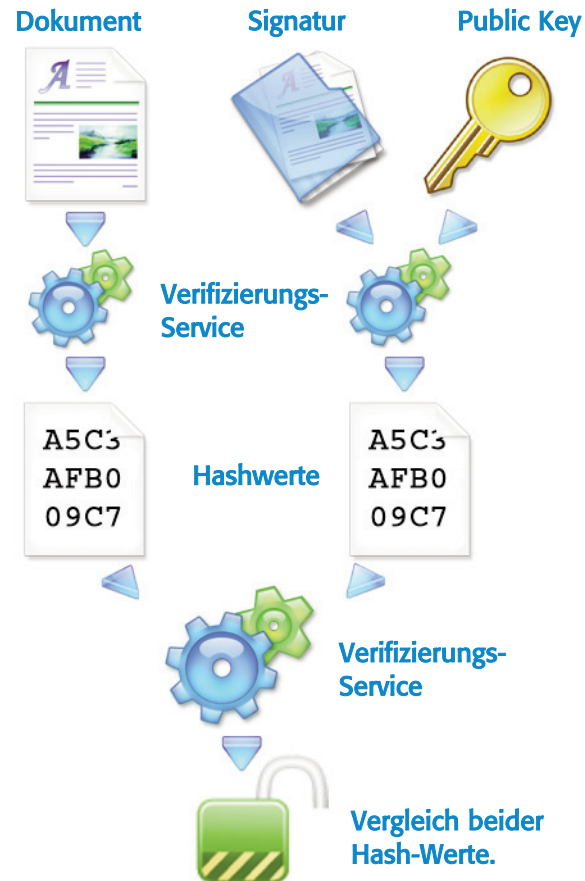 Dokument
Signatur
Public Key
A
Verifizierungs-
Service
A5C3
AFB0
09C7
Hashwerte
A5C3
AFB0
09C7
Verifizierungs-
Service
Vergleich beider
Hash-Werte.